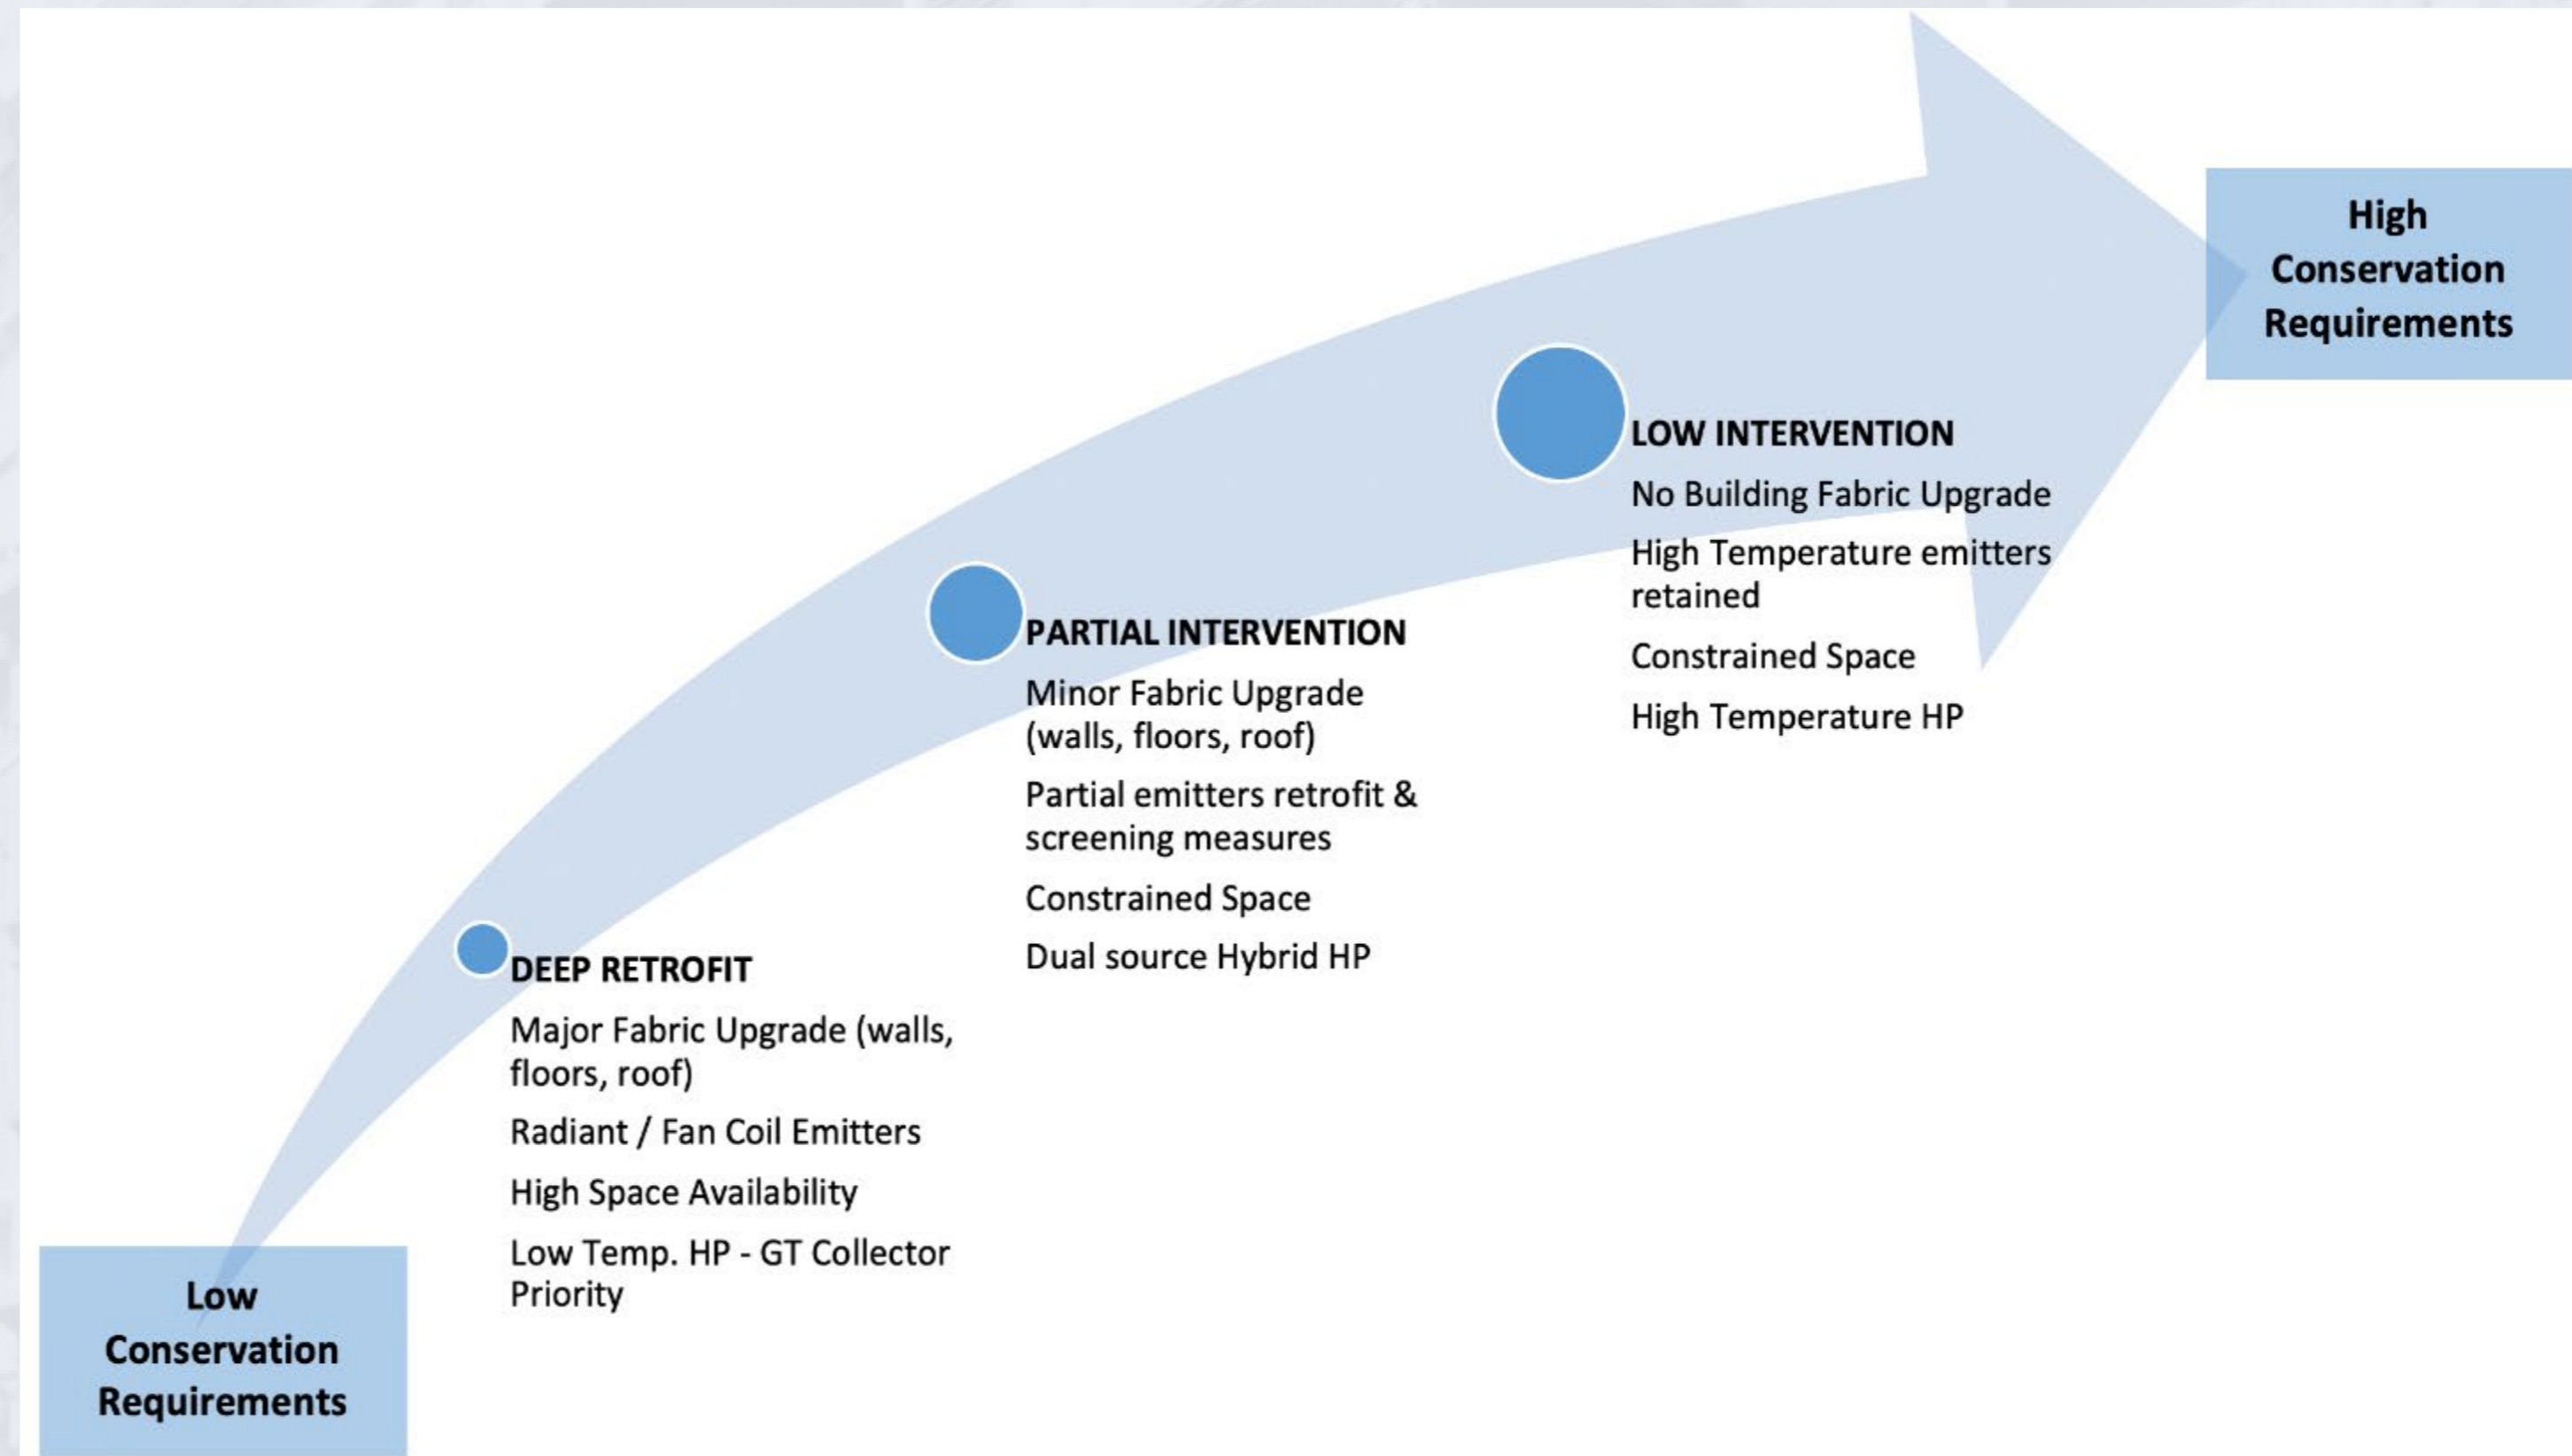 Low
Conservation
Requirements
DEEP RETROFIT
Major Fabric Upgrade (walls,
floors, roof)
Radiant / Fan Coil Emitters
High Space Availability
Low Temp. HP - GT Collector
Priority
PARTIAL INTERVENTION
Minor Fabric Upgrade
(walls, floors, roof)
Partial emitters retrofit &
screening measures
Constrained Space
Dual source Hybrid HP
LOW INTERVENTION
No Building Fabric Upgrade
High Temperature emitters
retained
Constrained Space
High Temperature HP
High
Conservation
Requirements